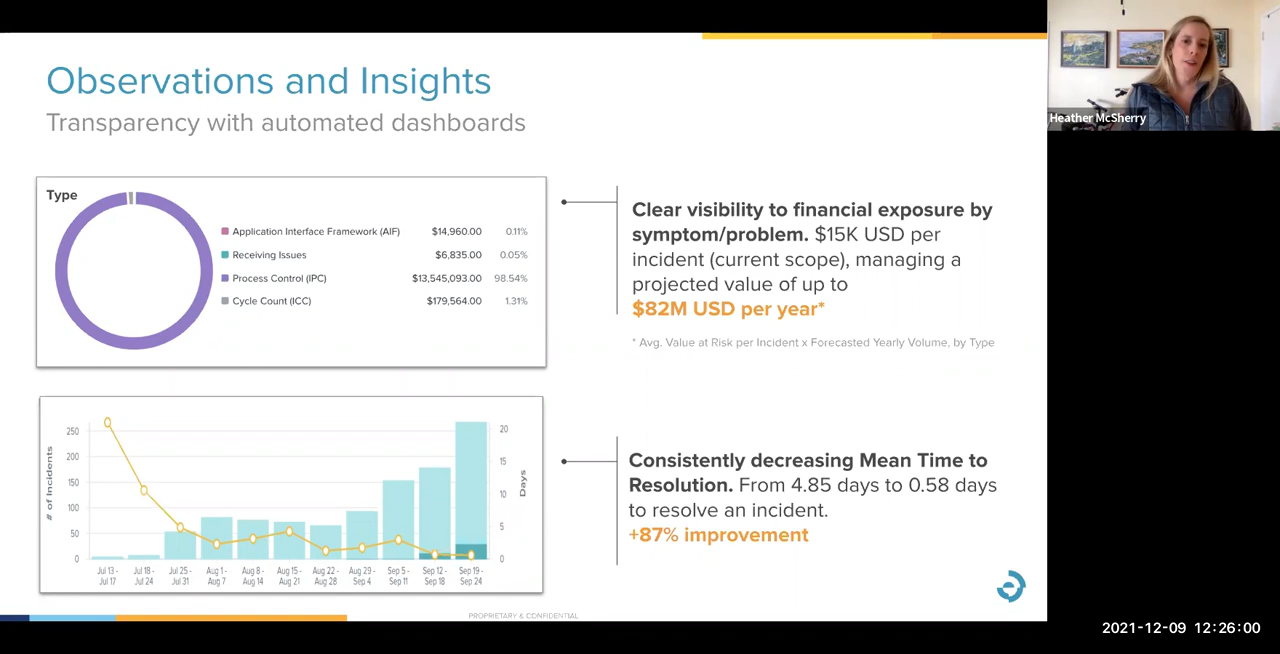 Observations and Insights
Transparency with automated dashboards
Type
Application Interface Framework (AIF) $14,960.00 0.11%
Receiving Issues $6,835.00 0.05%
Process Control (IPC) $13,545,093.00 98.54%
Cycle Count (ICC) $179,564.00 1.31%
Clear visibility to financial exposure by
symptom/problem. $15K USD per
incident (current scope), managing a
projected value of up to
$82M USD per year*
* Avg. Value at Risk per Incident x Forecasted Yearly Volume, by Type
# of Incidents
250
200
150
100
50
0
20
15
10
5
0
Days
Jul 13 - Jul 18 - Jul 25 - Aug 1 - Aug 8 - Aug 15 - Aug 22 - Aug 29 - Sep 5 - Sep 12 - Sep 19 -
Jul 17 Jul 24 Jul 31 Aug 7 Aug 14 Aug 21 Aug 28 Sep 4 Sep 11 Sep 18 Sep 24
Consistently decreasing Mean Time to
Resolution. From 4.85 days to 0.58 days
to resolve an incident.
+87% improvement
PROPRIETARY & CONFIDENTIAL
Heather McSherry
2021-12-09 12:26:00